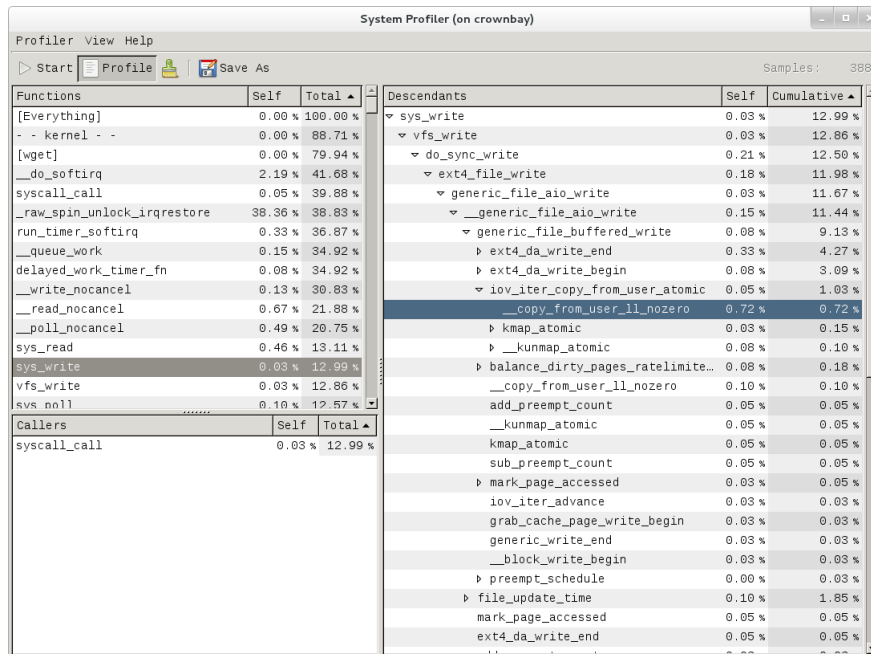 System Profiler (on crownbay)
Profiler View Help
Start Profile Save As Samples: 388
Functions Self Total
[Everything] 0.00 % 100.00 %
- - kernel - - 0.00 % 88.71 %
[wget] 0.00 % 79.94 %
__do_softirq 2.19 % 41.68 %
syscall_call 0.05 % 39.88 %
_raw_spin_unlock_irqrestore 38.36 % 38.83 %
run_timer_softirq 0.33 % 36.87 %
__queue_work 0.15 % 34.92 %
delayed_work_timer_fn 0.08 % 34.92 %
__write_nocancel 0.13 % 30.83 %
__read_nocancel 0.67 % 21.88 %
__poll_nocancel 0.49 % 20.75 %
sys_read 0.46 % 13.11 %
sys_write 0.03 % 12.99 %
vfs_write 0.03 % 12.86 %
sys_poll 0.10 % 12.57 %
Callers Self Total
syscall_call 0.03 % 12.99 %
Descendants Self Cumulative
sys_write 0.03 % 12.99 %
vfs_write 0.03 % 12.86 %
do_sync_write 0.21 % 12.50 %
ext4_file_write 0.18 % 11.98 %
generic_file_aio_write 0.03 % 11.67 %
__generic_file_aio_write 0.15 % 11.44 %
generic_file_buffered_write 0.08 % 9.13 %
ext4_da_write_end 0.33 % 4.27 %
ext4_da_write_begin 0.08 % 3.09 %
iov_iter_copy_from_user_atomic 0.05 % 1.03 %
__copy_from_user_ll_nozero 0.72 % 0.72 %
kmap_atomic 0.03 % 0.15 %
__kunmap_atomic 0.08 % 0.10 %
balance_dirty_pages_ratelimite... 0.08 % 0.18 %
__copy_from_user_ll_nozero 0.10 % 0.10 %
add_preempt_count 0.05 % 0.05 %
__kunmap_atomic 0.05 % 0.05 %
kmap_atomic 0.05 % 0.05 %
sub_preempt_count 0.05 % 0.05 %
mark_page_accessed 0.03 % 0.05 %
iov_iter_advance 0.03 % 0.03 %
grab_cache_page_write_begin 0.03 % 0.03 %
generic_write_end 0.03 % 0.03 %
__block_write_begin 0.03 % 0.03 %
preempt_schedule 0.00 % 0.03 %
file_update_time 0.10 % 1.85 %
mark_page_accessed 0.05 % 0.05 %
ext4_da_write_end 0.05 % 0.05 %